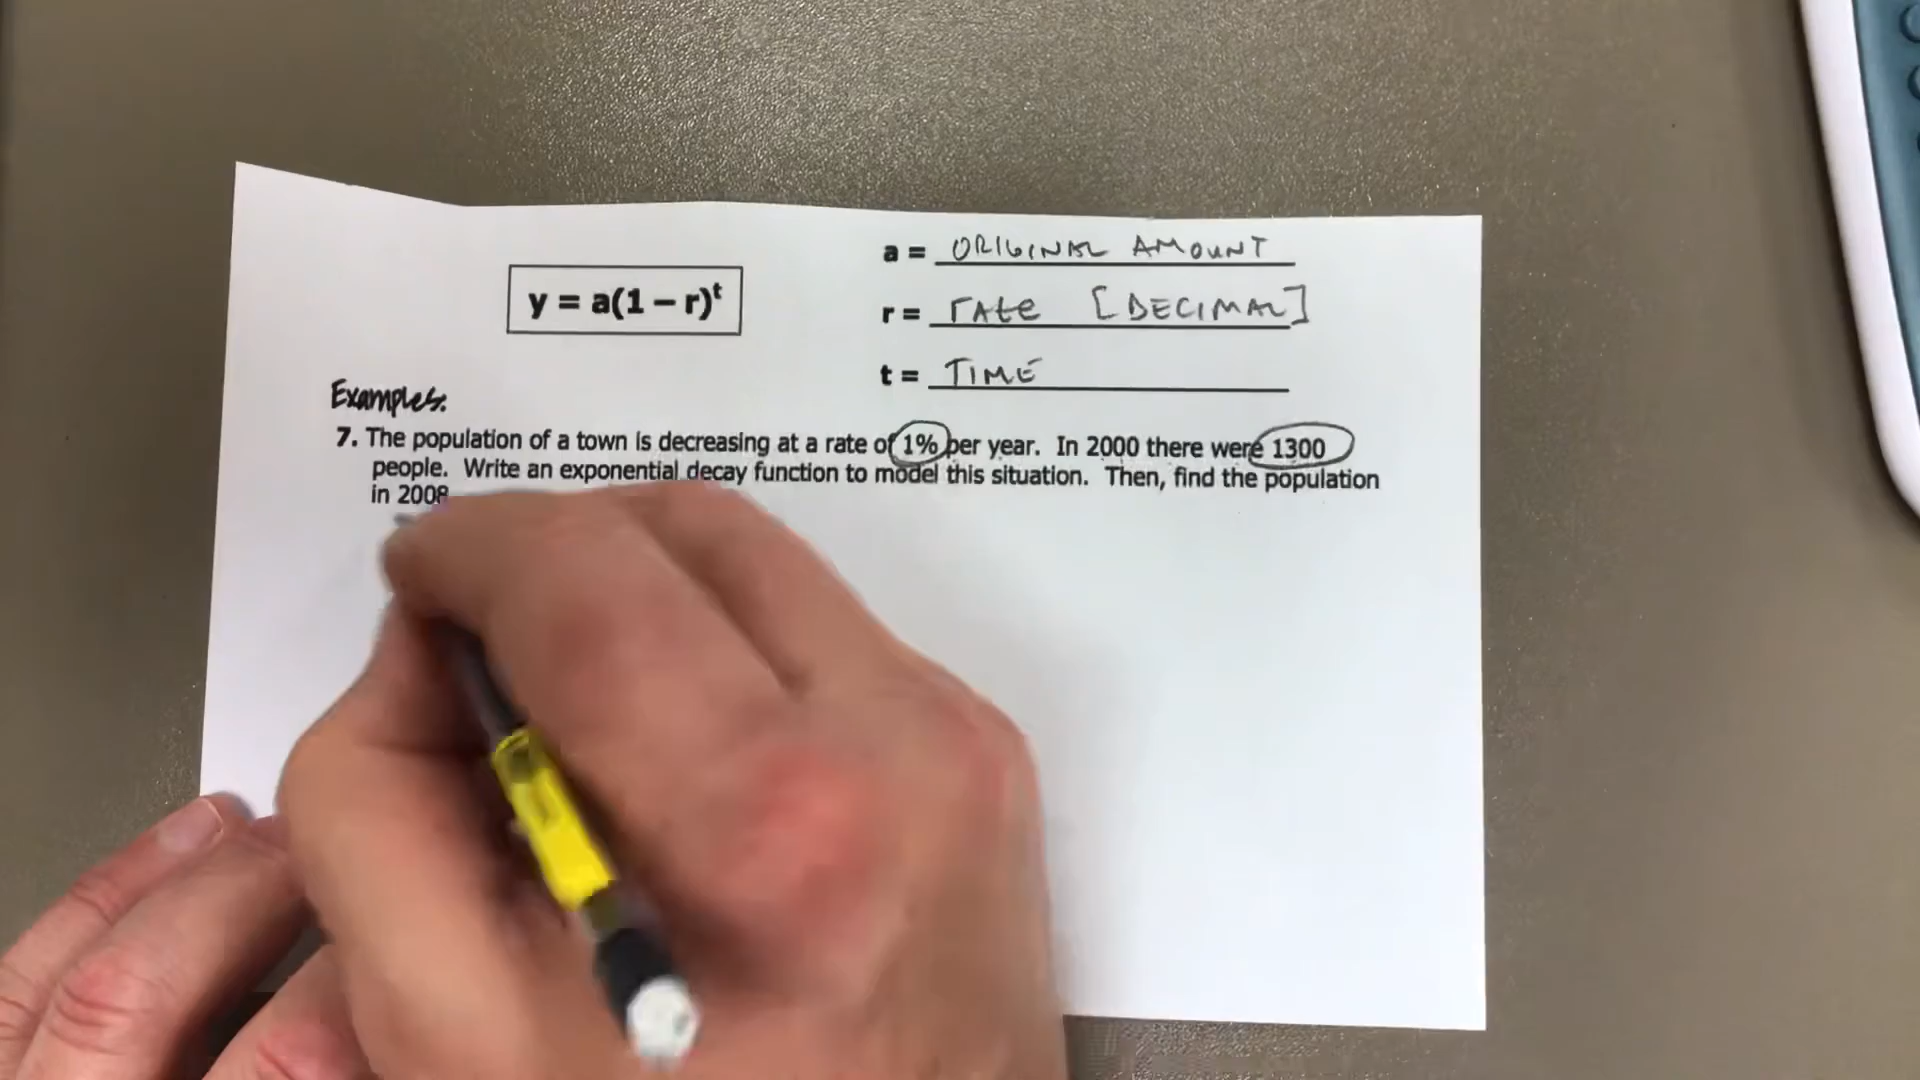 a = ORIGINAL AMOUNT
y = a(1 – r)ᵗ
r = rate [DECIMAL]
t = TIME
Examples:
7. The population of a town is decreasing at a rate of 1% per year. In 2000 there were 1300
people. Write an exponential decay function to model this situation. Then, find the population
in 2008